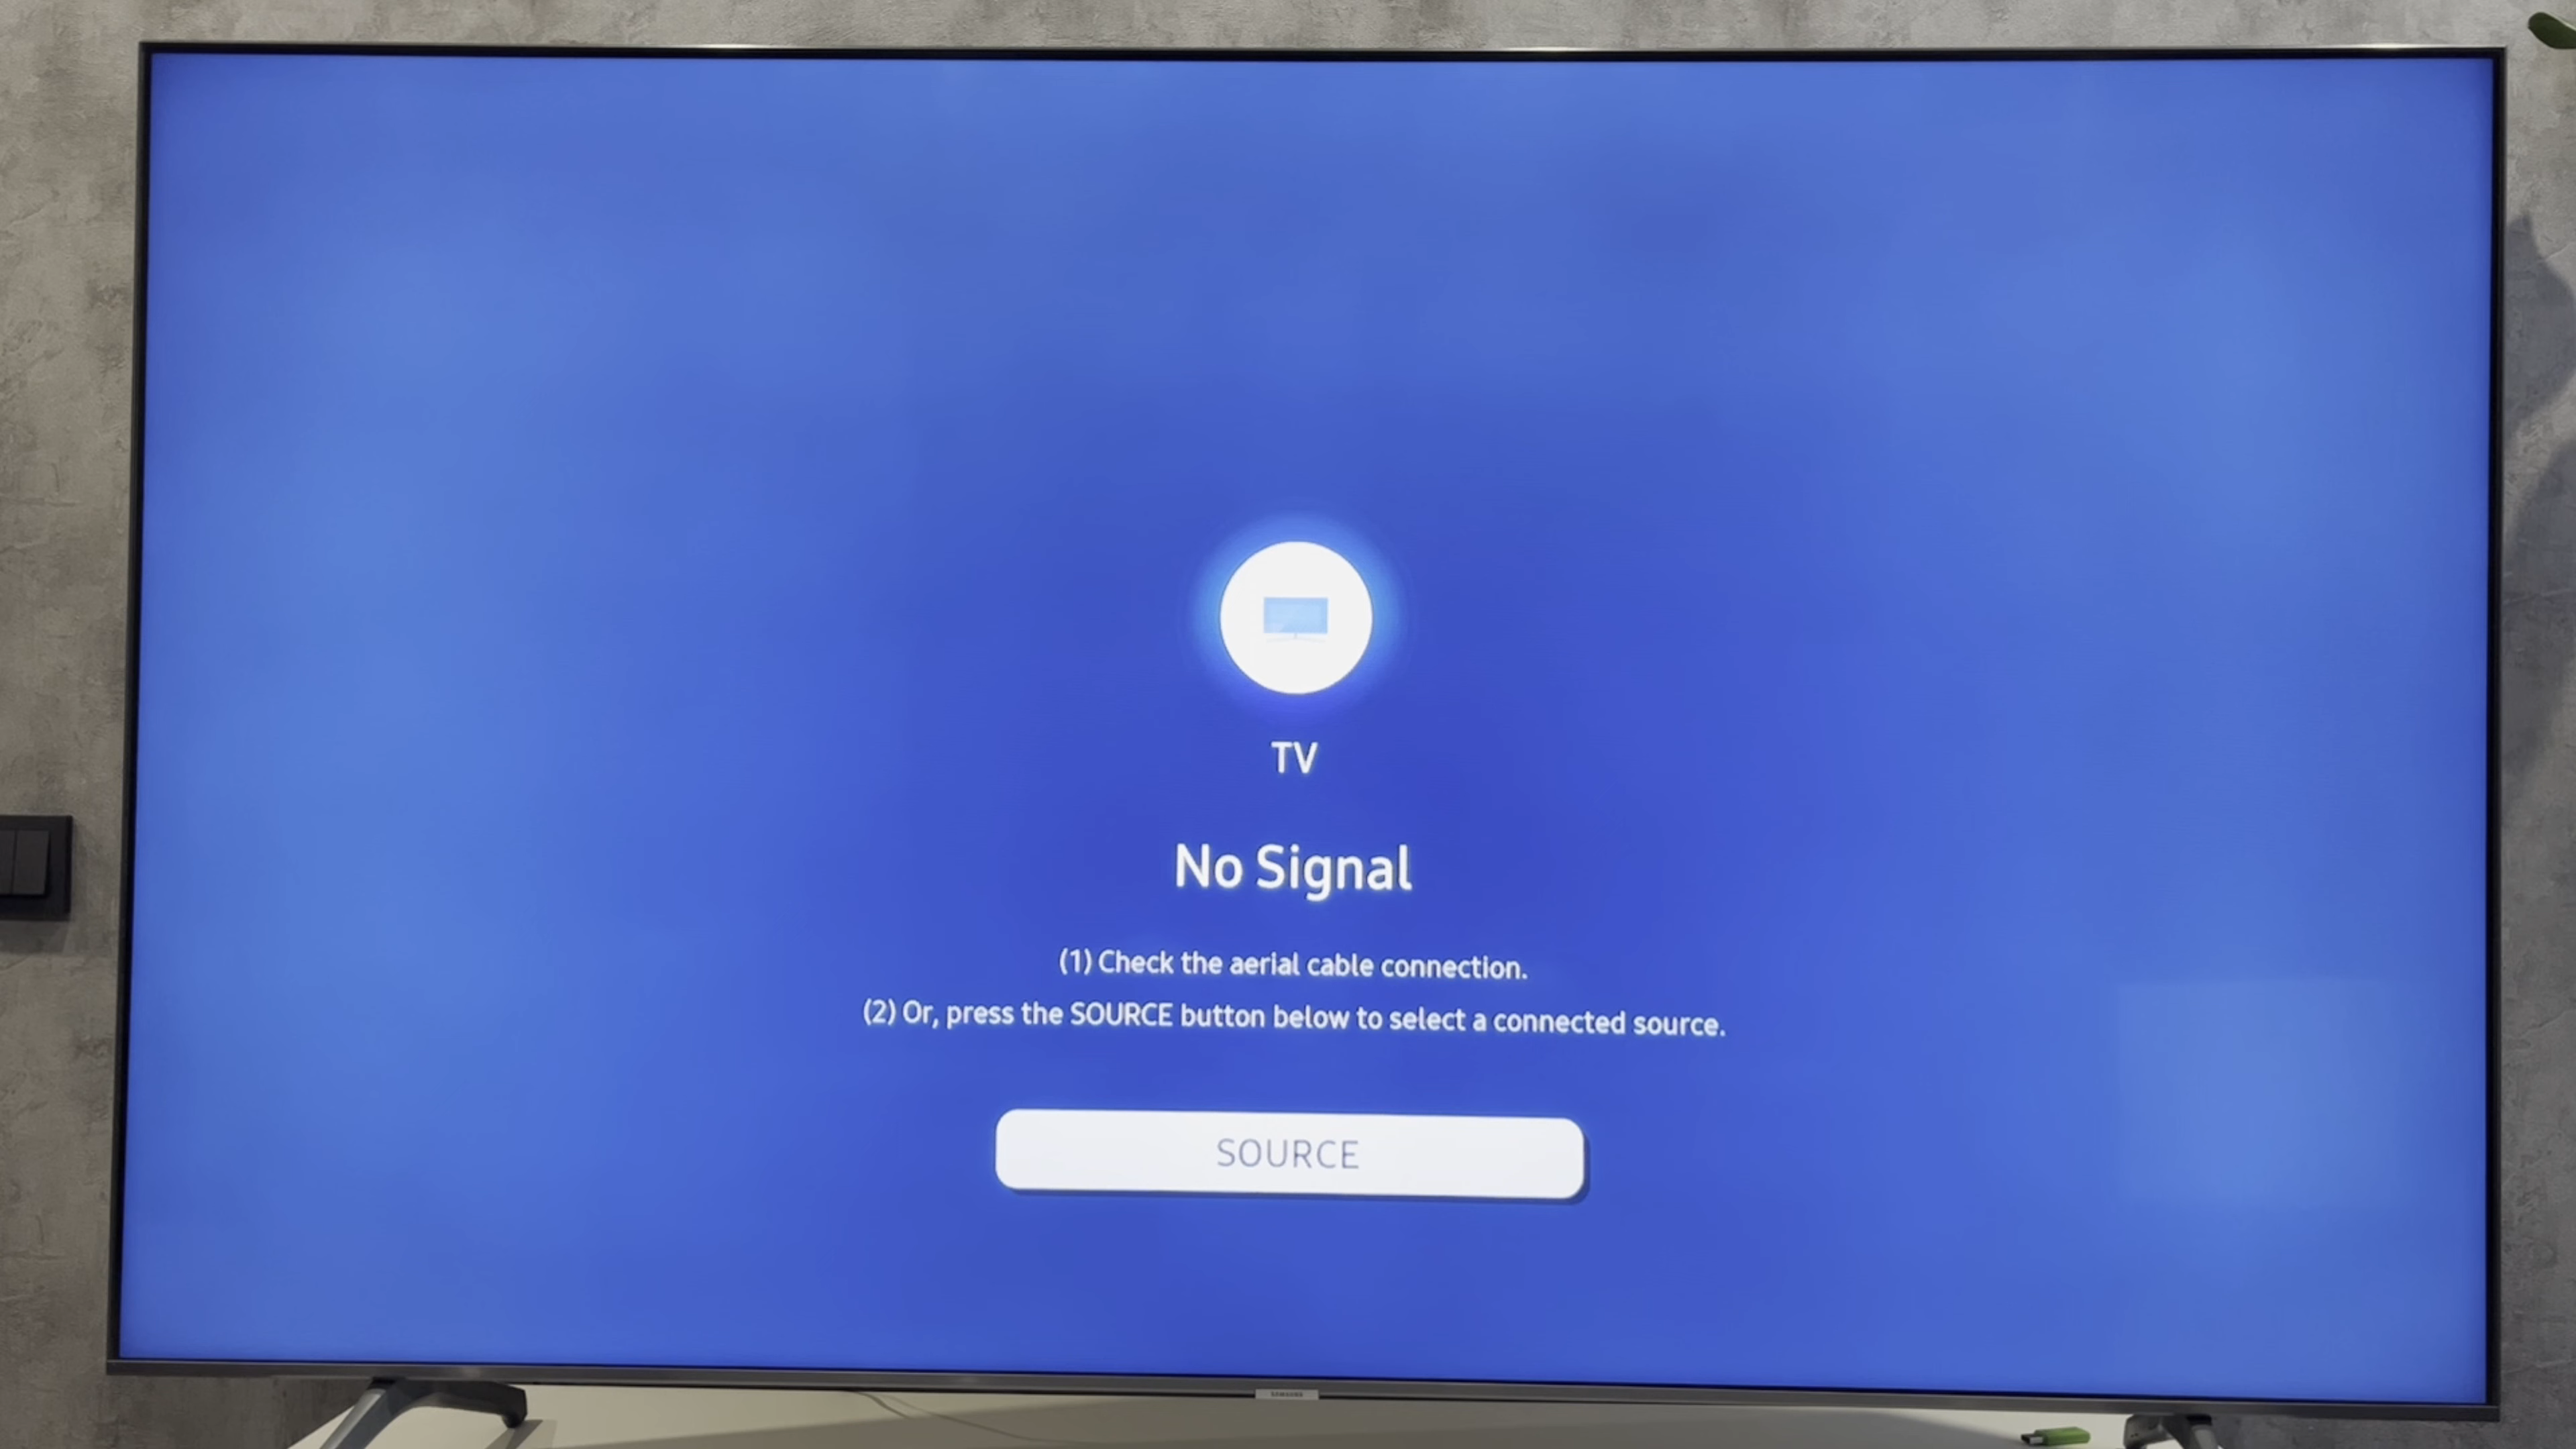 TV
No Signal
(1) Check the aerial cable connection.
(2) Or, press the SOURCE button below to select a connected source.
SOURCE
SAMSUNG